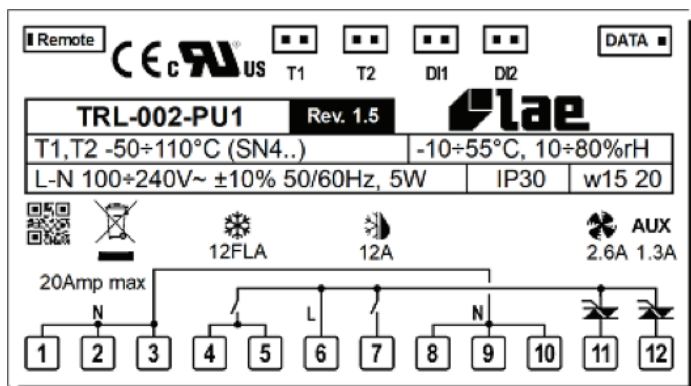 Remote
CE c RU US
T1 T2 DI1 DI2
DATA
TRL-002-PU1 Rev. 1.5 lae
T1,T2 -50÷110°C (SN4..) -10÷55°C, 10÷80%rH
L-N 100÷240V~ ±10% 50/60Hz, 5W IP30 w15 20
12FLA 12A 2.6A AUX 1.3A
20Amp max
N L N
1 2 3 4 5 6 7 8 9 10 11 12